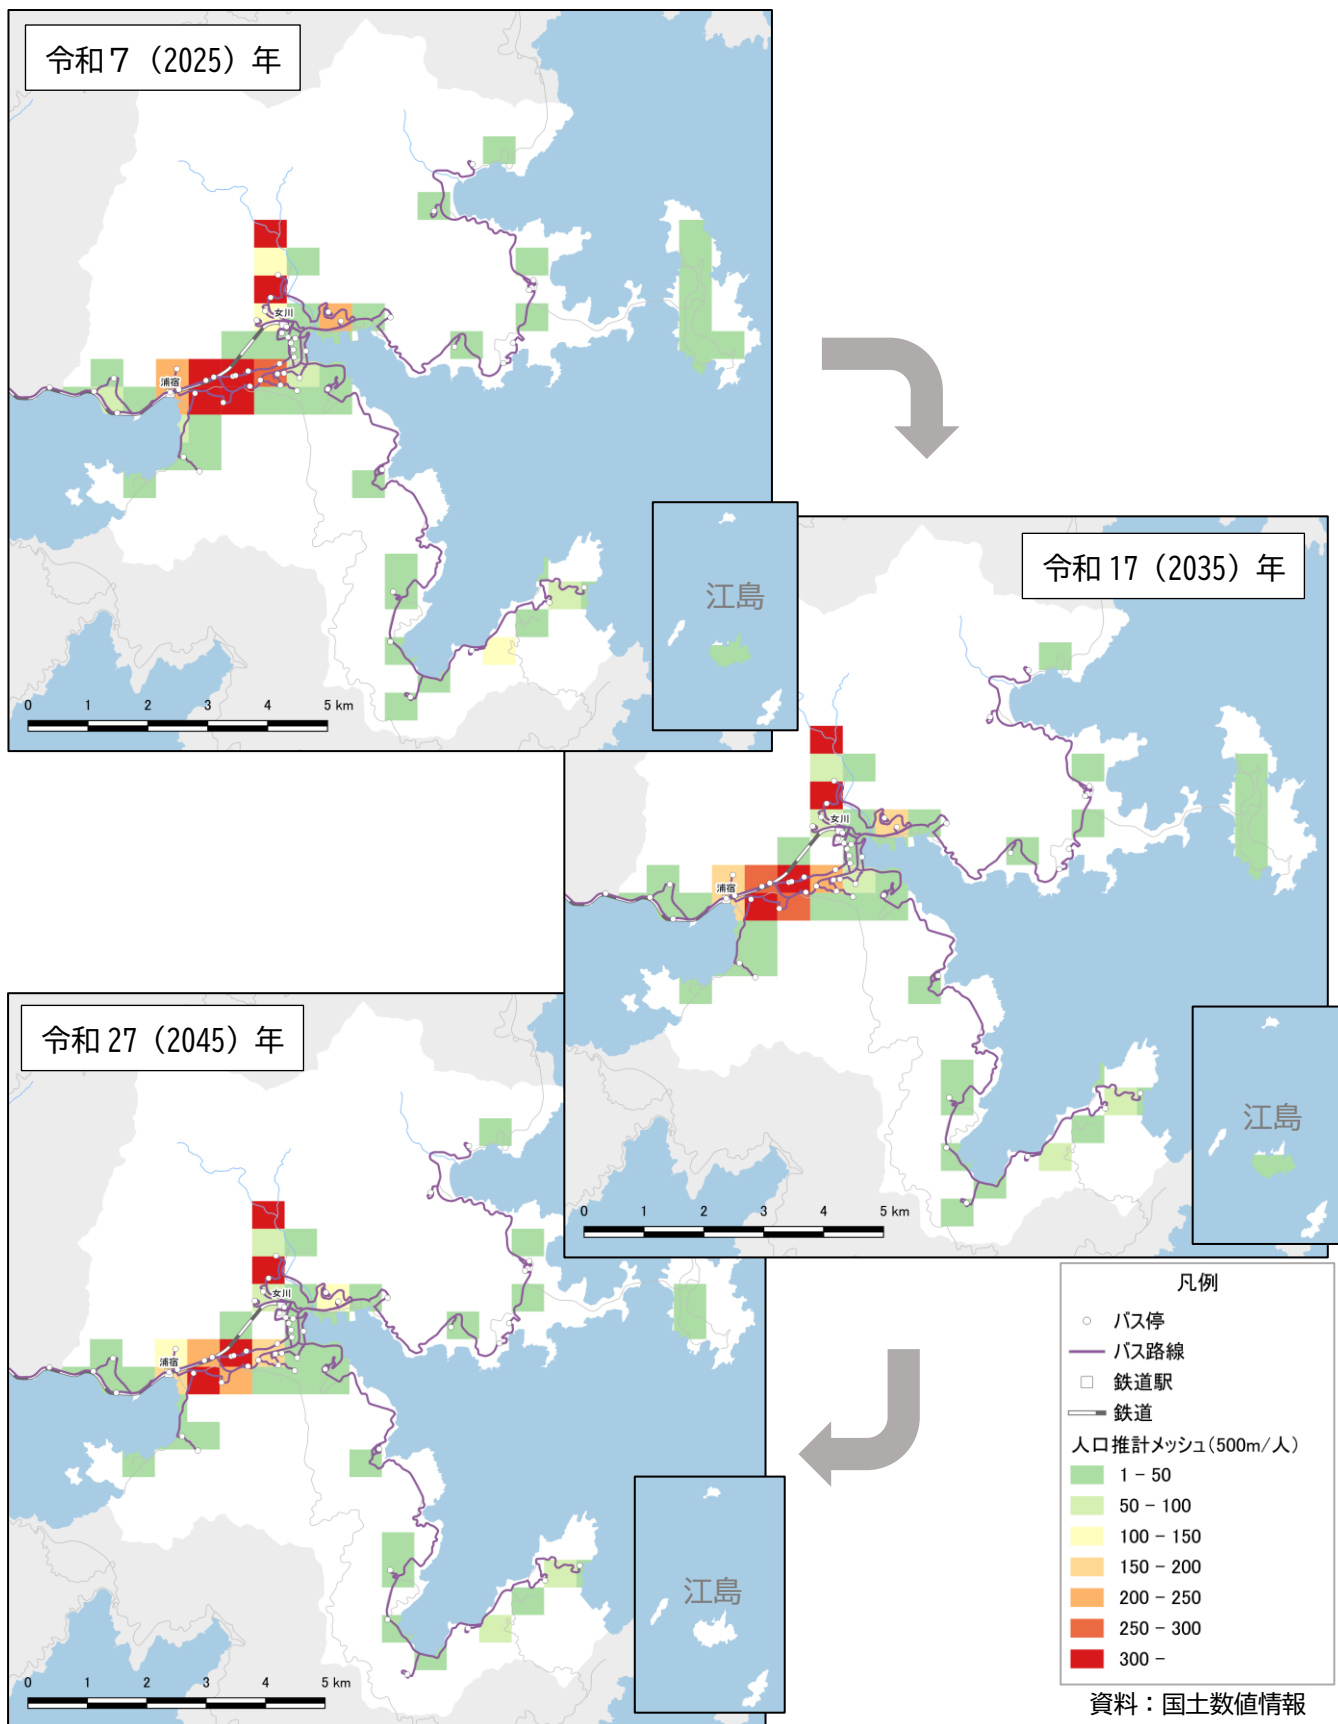 令和７（2025）年
女川
浦宿
江島
0 1 2 3 4 5 km
令和 17（2035）年
女川
浦宿
江島
0 1 2 3 4 5 km
令和 27（2045）年
女川
浦宿
江島
0 1 2 3 4 5 km
凡例
バス停
バス路線
鉄道駅
鉄道
人口推計メッシュ(500m/人)
1 - 50
50 - 100
100 - 150
150 - 200
200 - 250
250 - 300
300 -
資料：国土数値情報